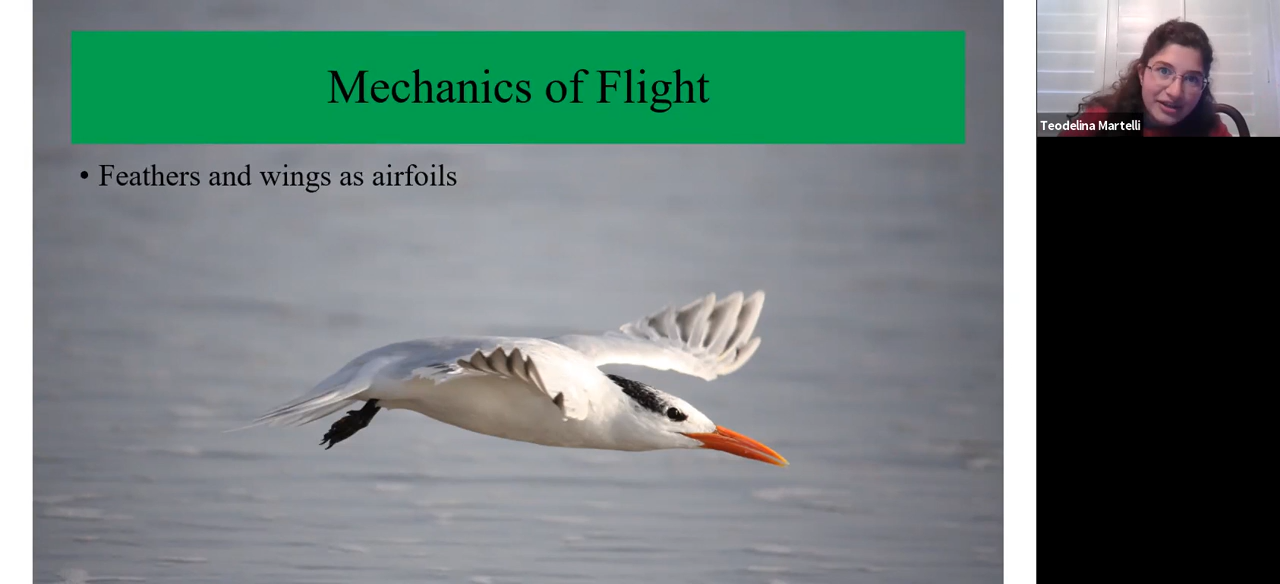 Mechanics of Flight
• Feathers and wings as airfoils
Teodelina Martelli